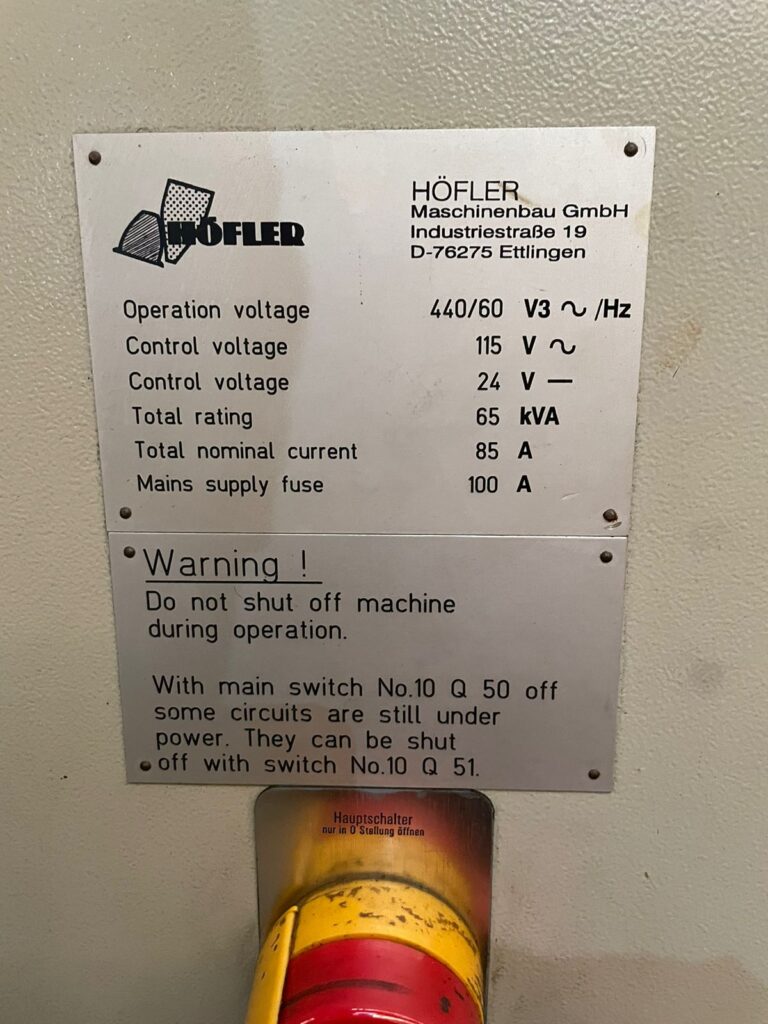 HÖFLER
HÖFLER
Maschinenbau GmbH
Industriestraße 19
D-76275 Ettlingen
Operation voltage 440/60 V3 ~ /Hz
Control voltage 115 V ~
Control voltage 24 V —
Total rating 65 kVA
Total nominal current 85 A
Mains supply fuse 100 A
Warning !
Do not shut off machine
during operation.
With main switch No.10 Q 50 off
some circuits are still under
power. They can be shut
off with switch No.10 Q 51.
Hauptschalter
nur in 0 Stellung öffnen